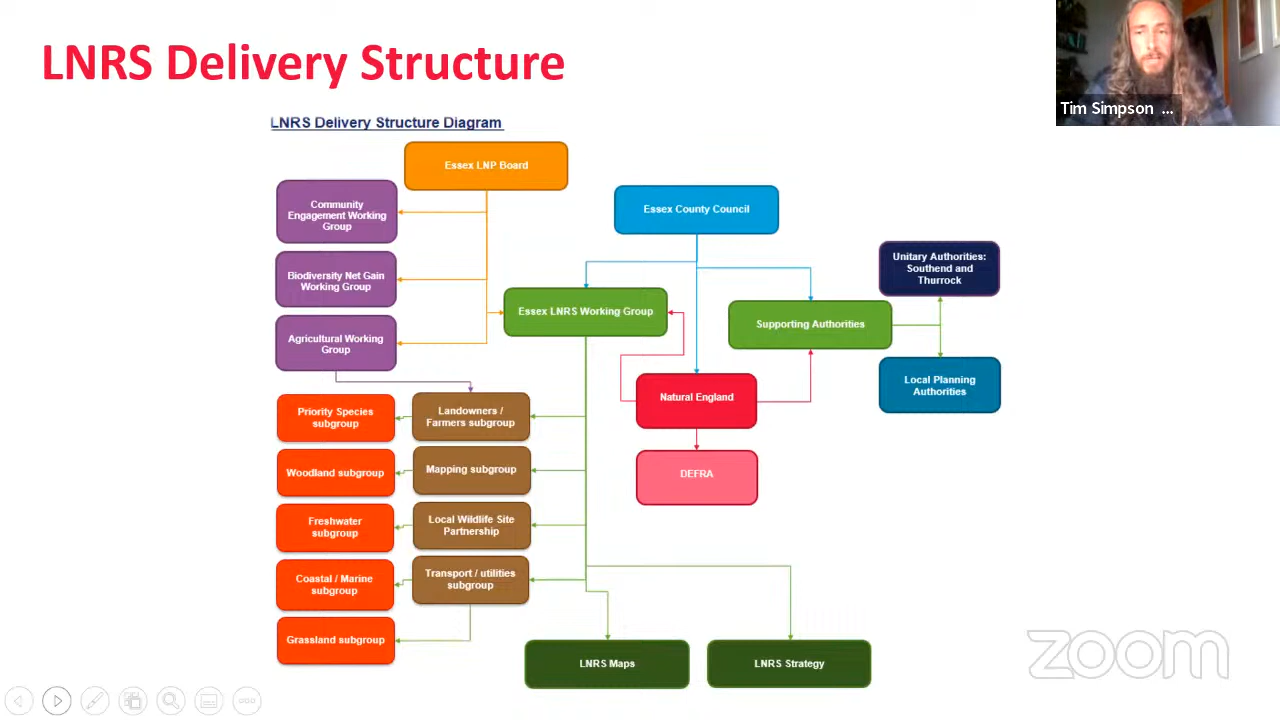 LNRS Delivery Structure
Tim Simpson ...
LNRS Delivery Structure Diagram
Essex LNP Board
Community
Engagement Working
Group
Essex County Council
Biodiversity Net Gain
Working Group
Unitary Authorities:
Southend and
Thurrock
Essex LNRS Working Group
Supporting Authorities
Agricultural Working
Group
Natural England
Local Planning
Authorities
Priority Species
subgroup
Landowners /
Farmers subgroup
Woodland subgroup
Mapping subgroup
DEFRA
Freshwater
subgroup
Local Wildlife Site
Partnership
Coastal / Marine
subgroup
Transport / utilities
subgroup
Grassland subgroup
LNRS Maps
LNRS Strategy
zoom